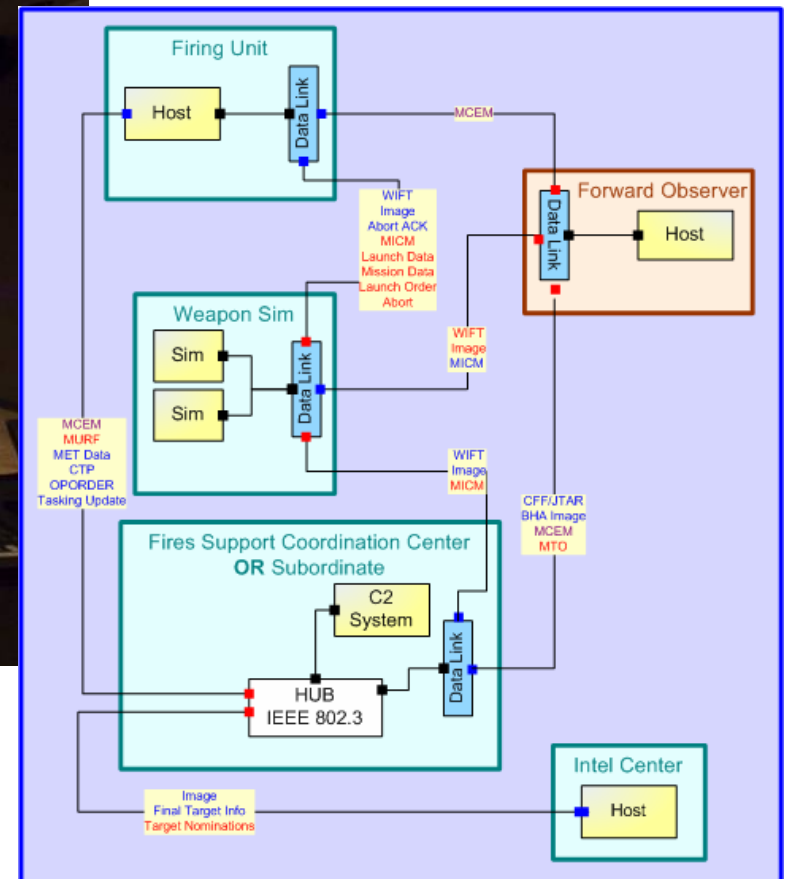 Firing Unit
Host
Data Link
MCEM
WIFT
Image
Abort ACK
MICM
Launch Data
Mission Data
Launch Order
Abort
Forward Observer
Data Link
Host
Weapon Sim
Sim
Sim
Data Link
WIFT
Image
MICM
MCEM
MURF
MET Data
CTP
OPORDER
Tasking Update
WIFT
Image
MICM
CFF/JTAR
BHA Image
MCEM
MTO
Fires Support Coordination Center
OR Subordinate
C2
System
Data Link
HUB
IEEE 802.3
Intel Center
Host
Image
Final Target Info
Target Nominations